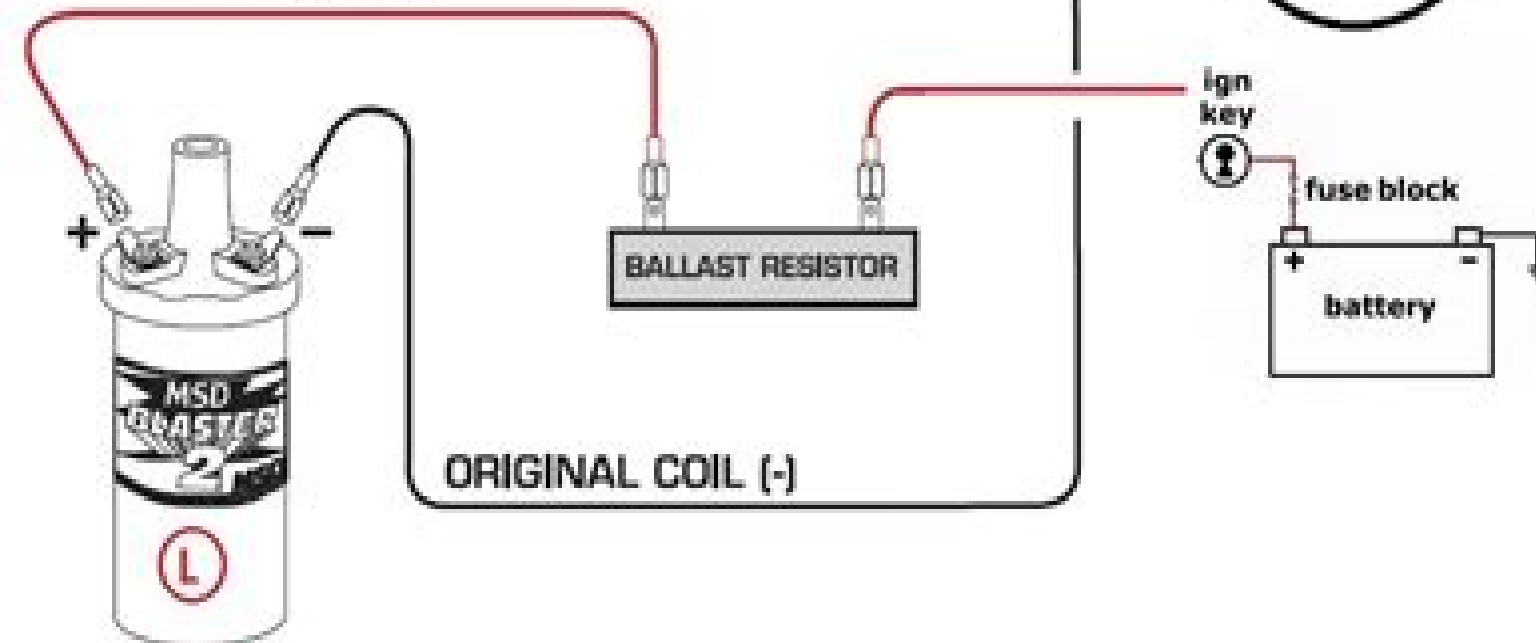 ign
key
fuse block
+
-
battery
+
-
BALLAST RESISTOR
MSD
BLASTER
2
ORIGINAL COIL (-)
L